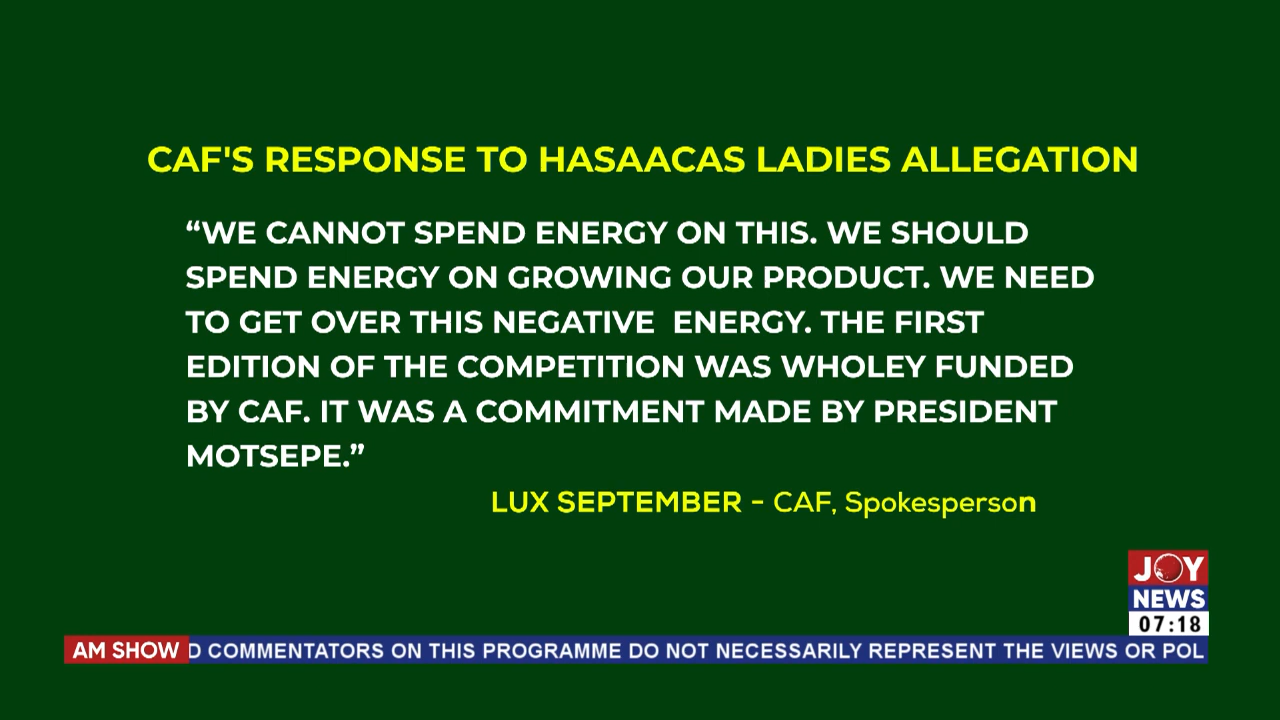 CAF'S RESPONSE TO HASAACAS LADIES ALLEGATION
“WE CANNOT SPEND ENERGY ON THIS. WE SHOULD
SPEND ENERGY ON GROWING OUR PRODUCT. WE NEED
TO GET OVER THIS NEGATIVE  ENERGY. THE FIRST
EDITION OF THE COMPETITION WAS WHOLEY FUNDED
BY CAF. IT WAS A COMMITMENT MADE BY PRESIDENT
MOTSEPE.”
LUX SEPTEMBER – CAF, Spokesperson
JOY
NEWS
07:18
AM SHOW D COMMENTATORS ON THIS PROGRAMME DO NOT NECESSARILY REPRESENT THE VIEWS OR POL